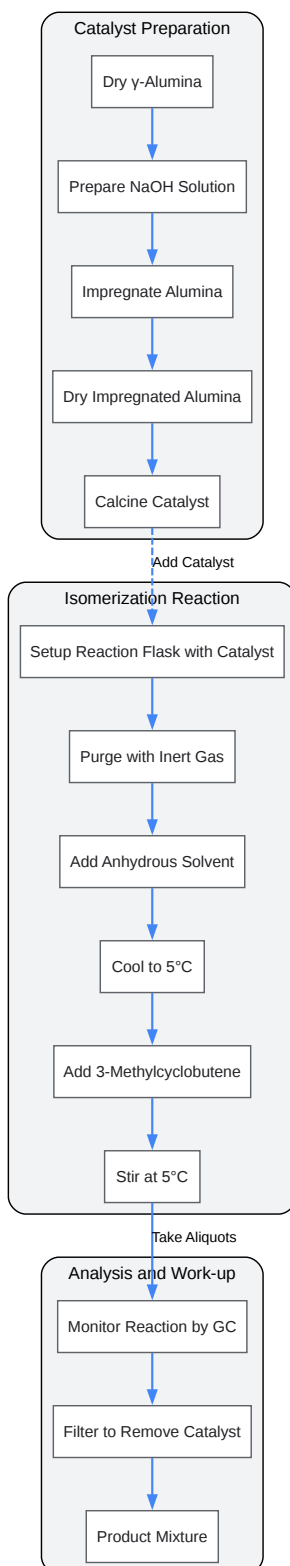 Catalyst Preparation
Dry γ-Alumina
Prepare NaOH Solution
Impregnate Alumina
Dry Impregnated Alumina
Calcine Catalyst
Add Catalyst
Isomerization Reaction
Setup Reaction Flask with Catalyst
Purge with Inert Gas
Add Anhydrous Solvent
Cool to 5°C
Add 3-Methylcyclobutene
Stir at 5°C
Take Aliquots
Analysis and Work-up
Monitor Reaction by GC
Filter to Remove Catalyst
Product Mixture